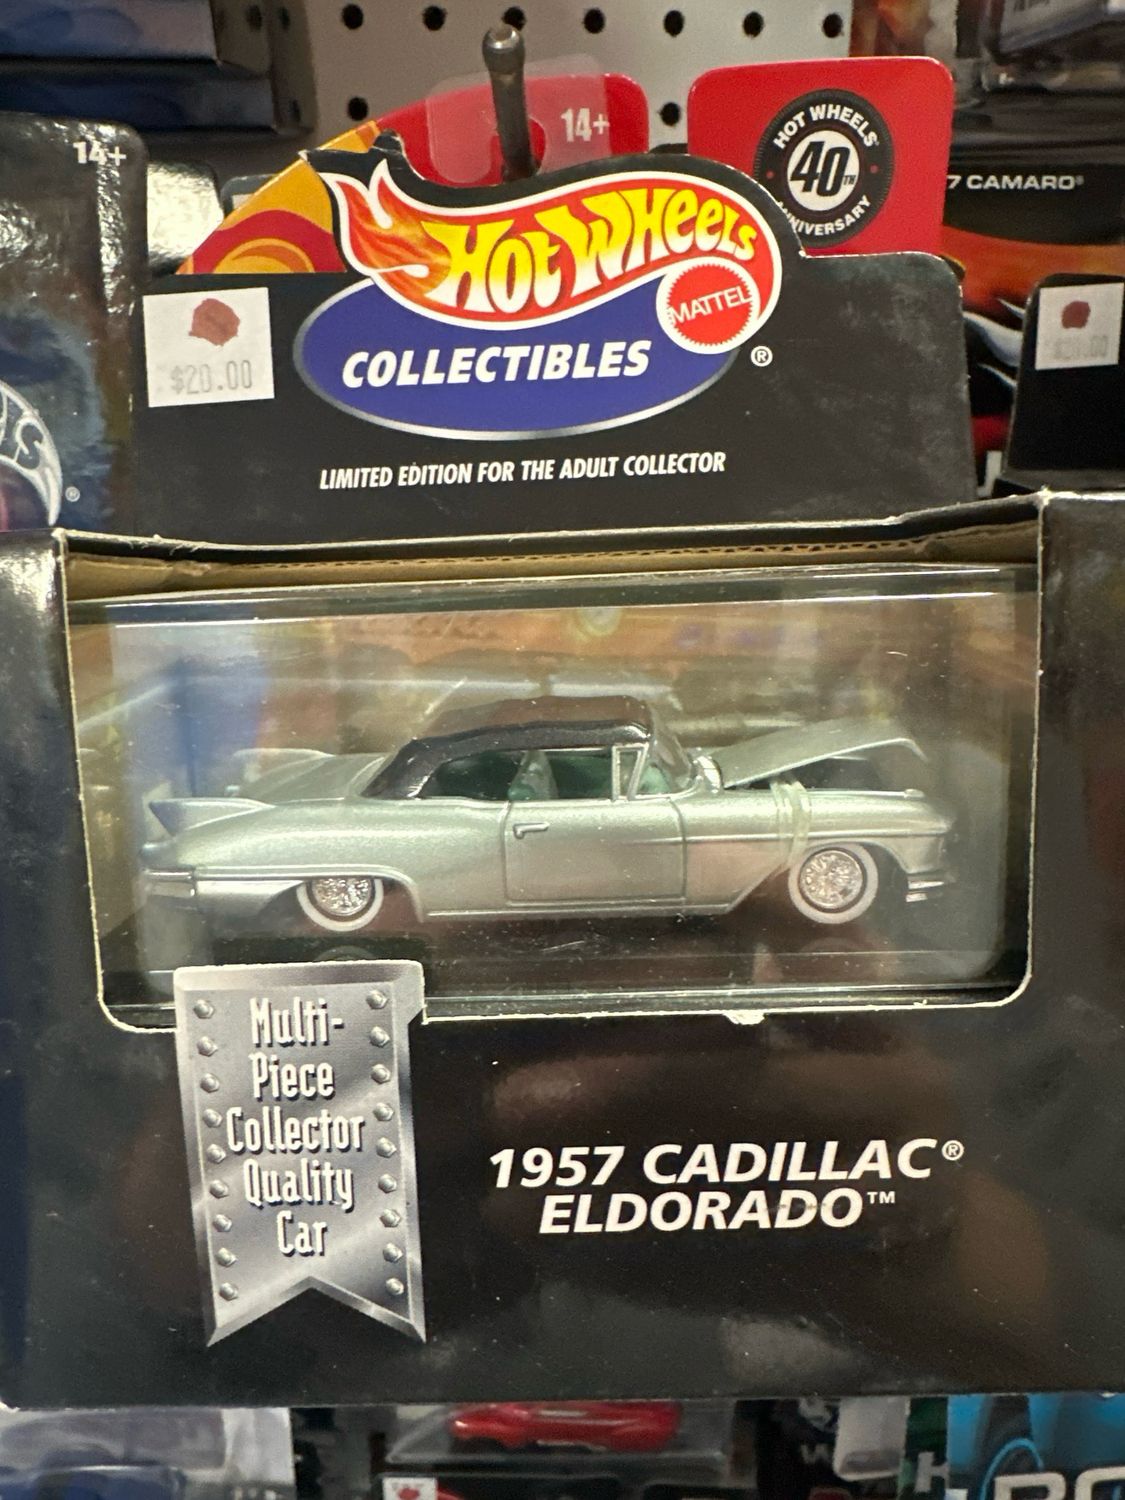 14+
14+
HOT WHEELS
40TH
ANNIVERSARY
7 CAMARO®
Hot Wheels
MATTEL
COLLECTIBLES ®
$20.00
LIMITED EDITION FOR THE ADULT COLLECTOR
®
Multi-
Piece
Collector
Quality
Car
1957 CADILLAC®
ELDORADO™